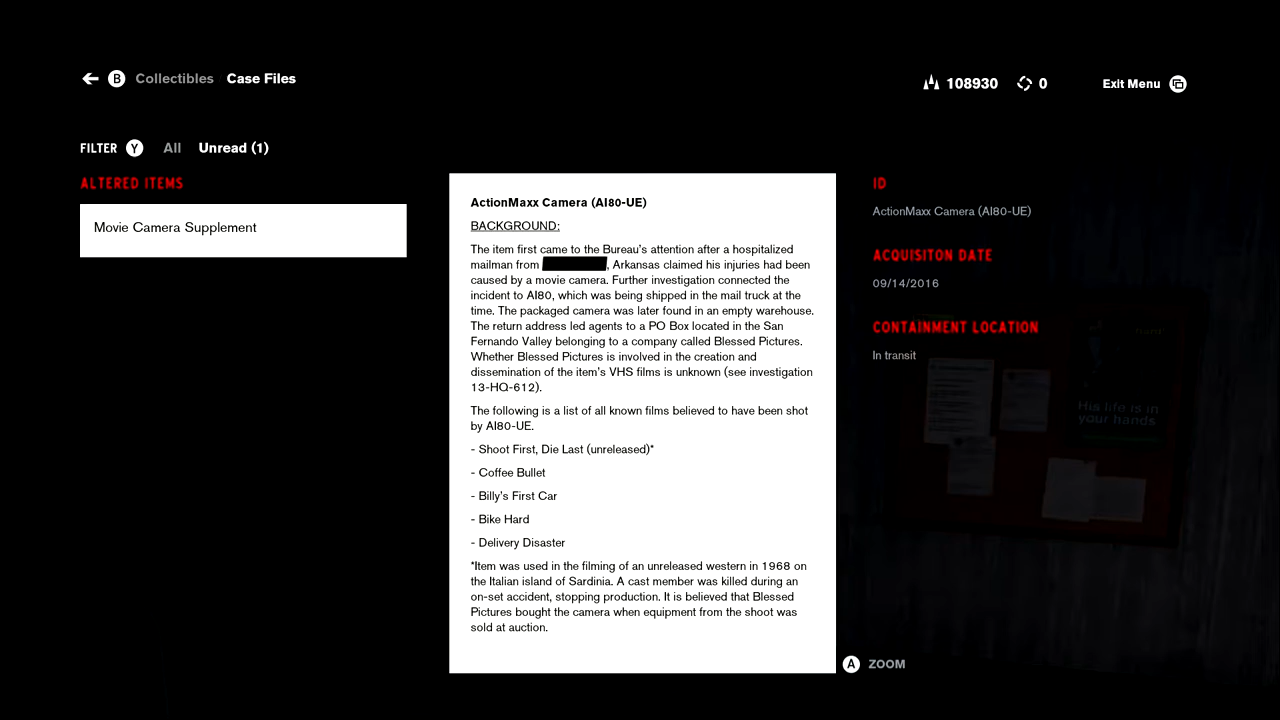 B Collectibles Case Files
108930 0 Exit Menu
FILTER Y All Unread (1)
ALTERED ITEMS
Movie Camera Supplement
ActionMaxx Camera (AI80-UE)
BACKGROUND:
The item first came to the Bureau's attention after a hospitalized
mailman from , Arkansas claimed his injuries had been
caused by a movie camera. Further investigation connected the
incident to AI80, which was being shipped in the mail truck at the
time. The packaged camera was later found in an empty warehouse.
The return address led agents to a PO Box located in the San
Fernando Valley belonging to a company called Blessed Pictures.
Whether Blessed Pictures is involved in the creation and
dissemination of the item's VHS films is unknown (see investigation
13-HQ-612).
The following is a list of all known films believed to have been shot
by AI80-UE.
- Shoot First, Die Last (unreleased)*
- Coffee Bullet
- Billy's First Car
- Bike Hard
- Delivery Disaster
*Item was used in the filming of an unreleased western in 1968 on
the Italian island of Sardinia. A cast member was killed during an
on-set accident, stopping production. It is believed that Blessed
Pictures bought the camera when equipment from the shoot was
sold at auction.
ID
ActionMaxx Camera (AI80-UE)
ACQUISITON DATE
09/14/2016
CONTAINMENT LOCATION
In transit
His life is in
your hands
A ZOOM